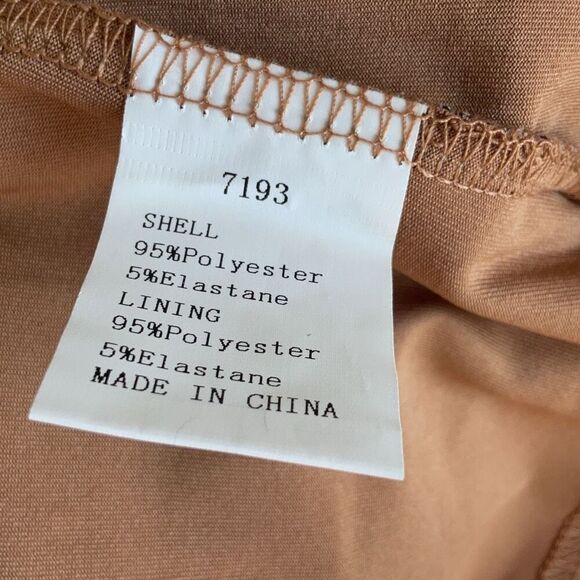 7193
SHELL
95%Polyester
5%Elastane
LINING
95%Polyester
5%Elastane
MADE IN CHINA